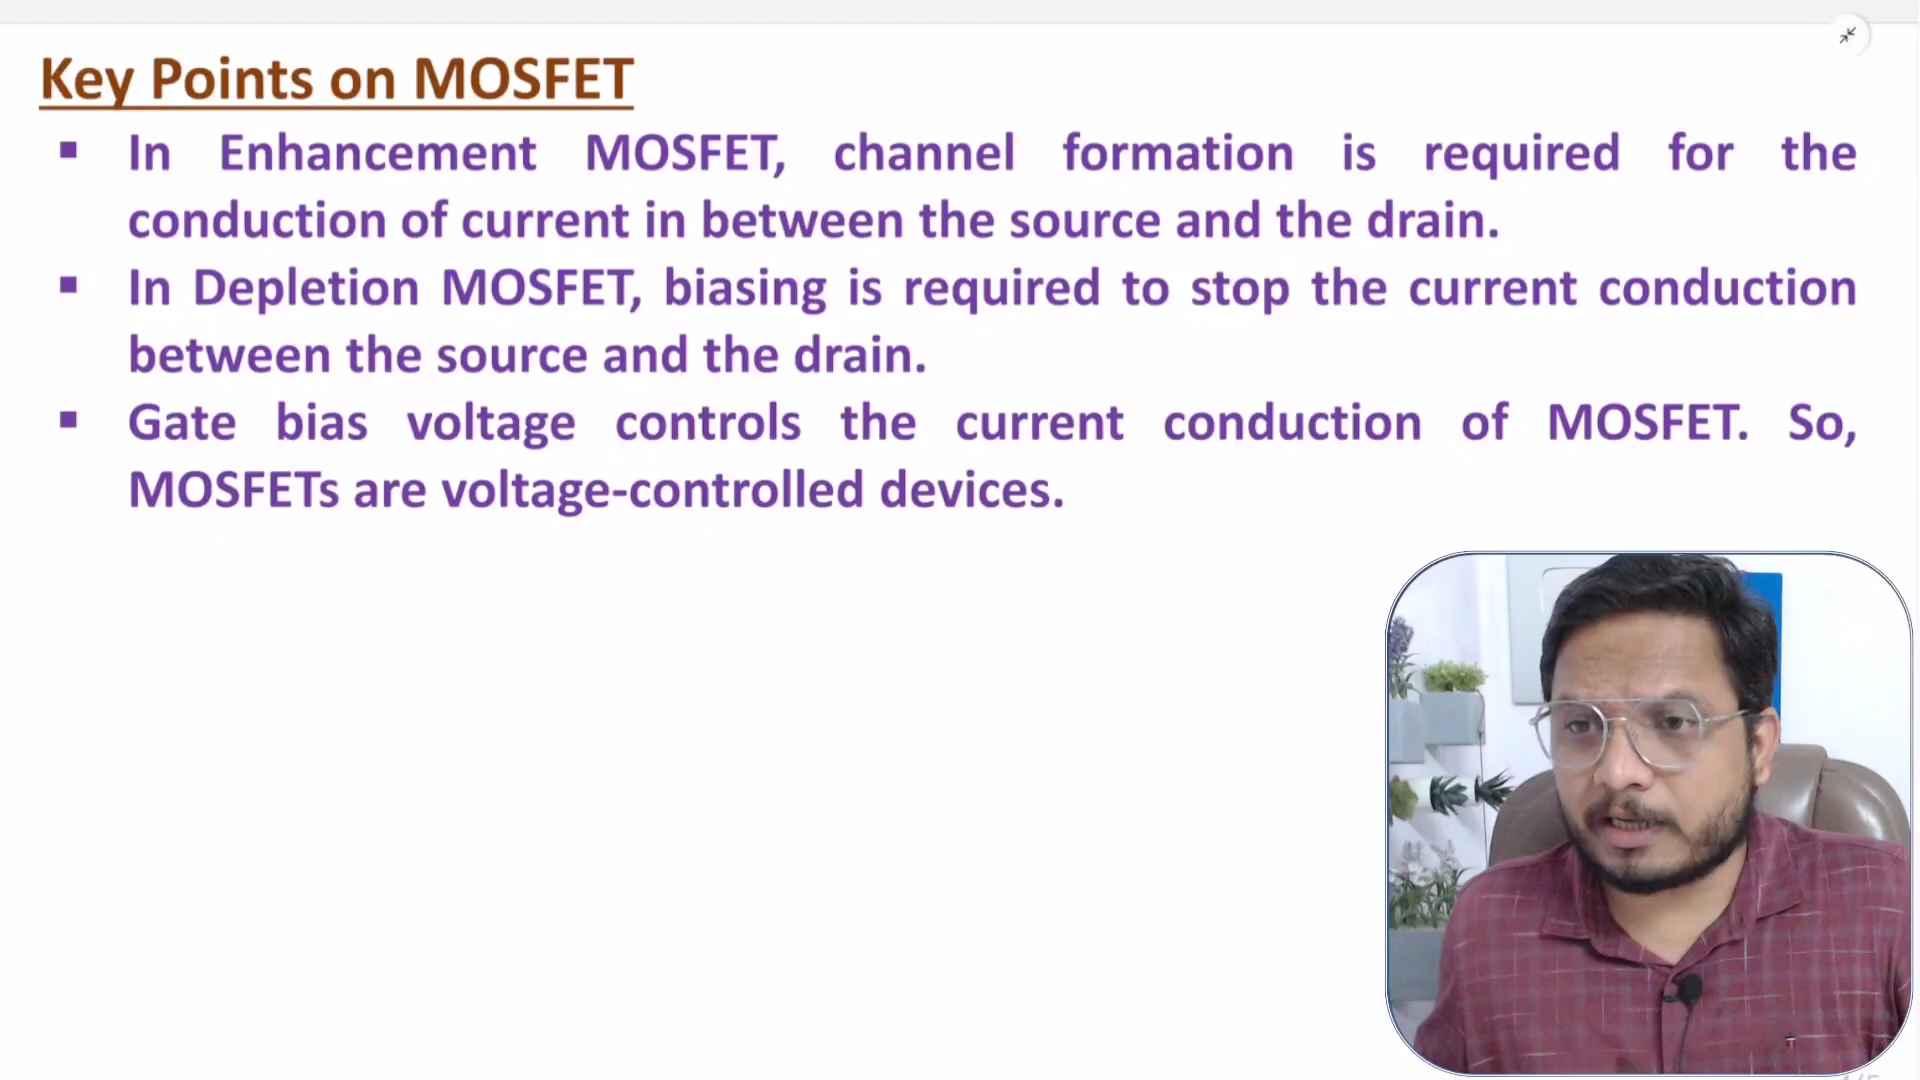 Key Points on MOSFET
▪ In Enhancement MOSFET, channel formation is required for the
conduction of current in between the source and the drain.
▪ In Depletion MOSFET, biasing is required to stop the current conduction
between the source and the drain.
▪ Gate bias voltage controls the current conduction of MOSFET. So,
MOSFETs are voltage-controlled devices.